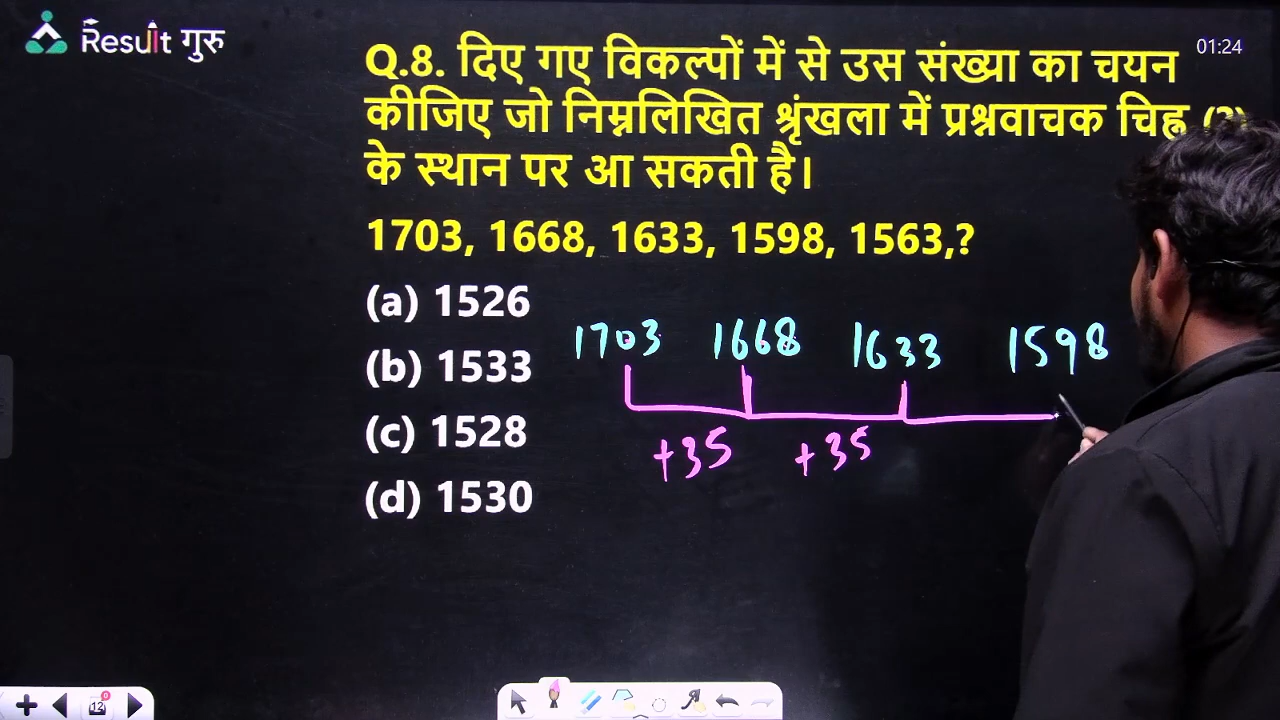 Result गुरु
01:24
Q.8. दिए गए विकल्पों में से उस संख्या का चयन
कीजिए जो निम्नलिखित श्रृंखला में प्रश्नवाचक चिह्न (?)
के स्थान पर आ सकती है।
1703, 1668, 1633, 1598, 1563,?
(a) 1526
(b) 1533
(c) 1528
(d) 1530
1703 1668 1633 1598
+35 +35
12
0